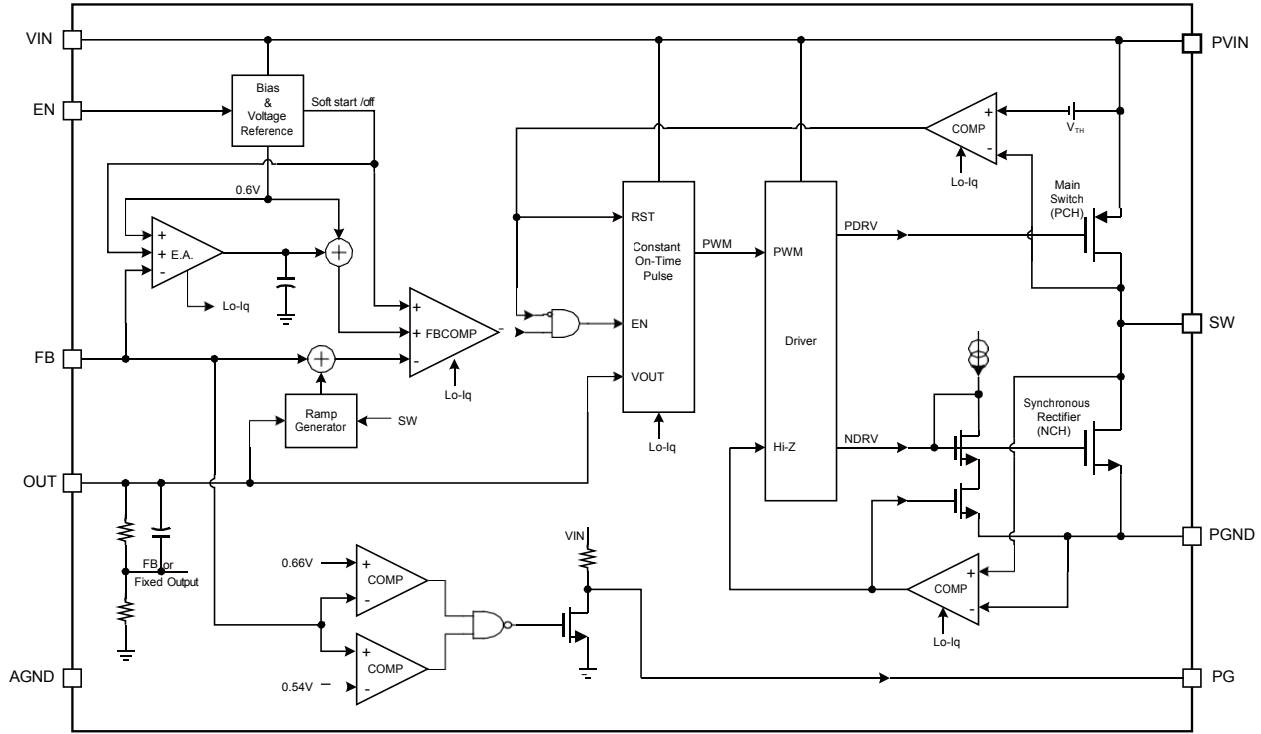 VIN
PVIN
Bias
&
Voltage
Reference
EN
Soft start /off
+
COMP
-
VTH
Lo-Iq
0.6V
Main
Switch
(PCH)
RST
Constant
On-Time
Pulse
PWM
PWM
PDRV
+
+ E.A.
-
Lo-Iq
+
+ FBCOMP
-
-
EN
SW
Driver
FB
VOUT
Lo-Iq
Ramp
Generator
SW
Synchronous
Rectifier
(NCH)
Lo-Iq
Hi-Z
NDRV
OUT
VIN
PGND
FB or
Fixed Output
0.66V
+
COMP
-
+
COMP
-
Lo-Iq
+
COMP
-
0.54V
AGND
PG